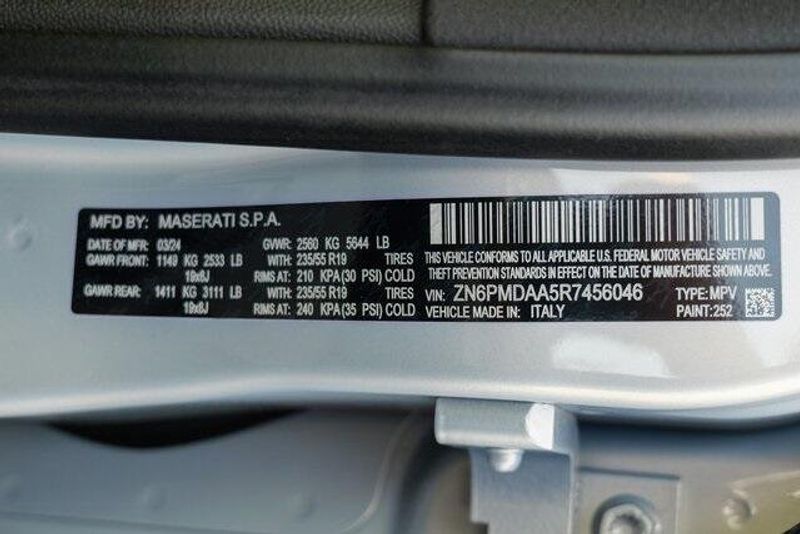 MFD BY: MASERATI S.P.A.
DATE OF MFD: 03/24 GVWR: 2560 KG 5644 LB
GAWR FRONT: 1149 KG 2533 LB WITH: 235/55 R19 TIRES
19x8J RIMS AT: 210 KPA (30 PSI) COLD
GAWR REAR: 1411 KG 3111 LB WITH: 235/55 R19 TIRES
19x8J RIMS AT: 240 KPA (35 PSI) COLD
THIS VEHICLE CONFORMS TO ALL APPLICABLE U.S. FEDERAL MOTOR VEHICLE SAFETY AND
THEFT PREVENTION STANDARDS IN EFFECT ON THE DATE OF MANUFACTURE SHOWN ABOVE.
VIN: ZN6PMDAA5R7456046 TYPE: MPV
VEHICLE MADE IN: ITALY PAINT: 252